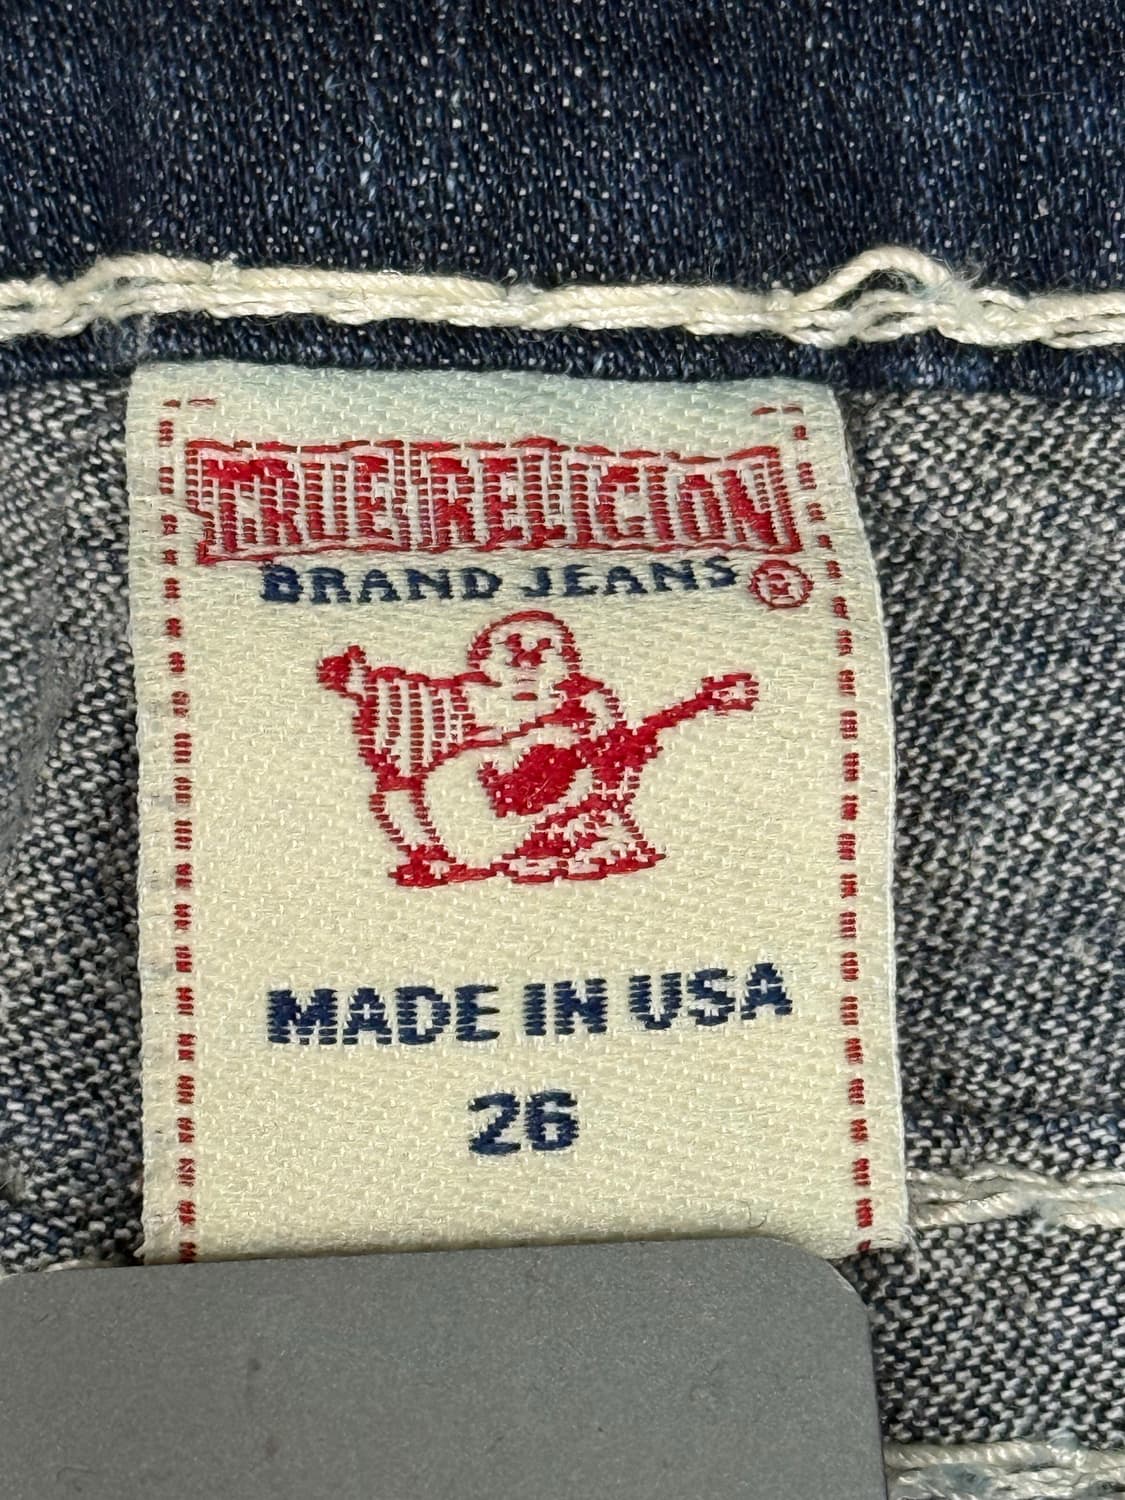 TRUE RELIGION
BRAND JEANS®
MADE IN USA
26